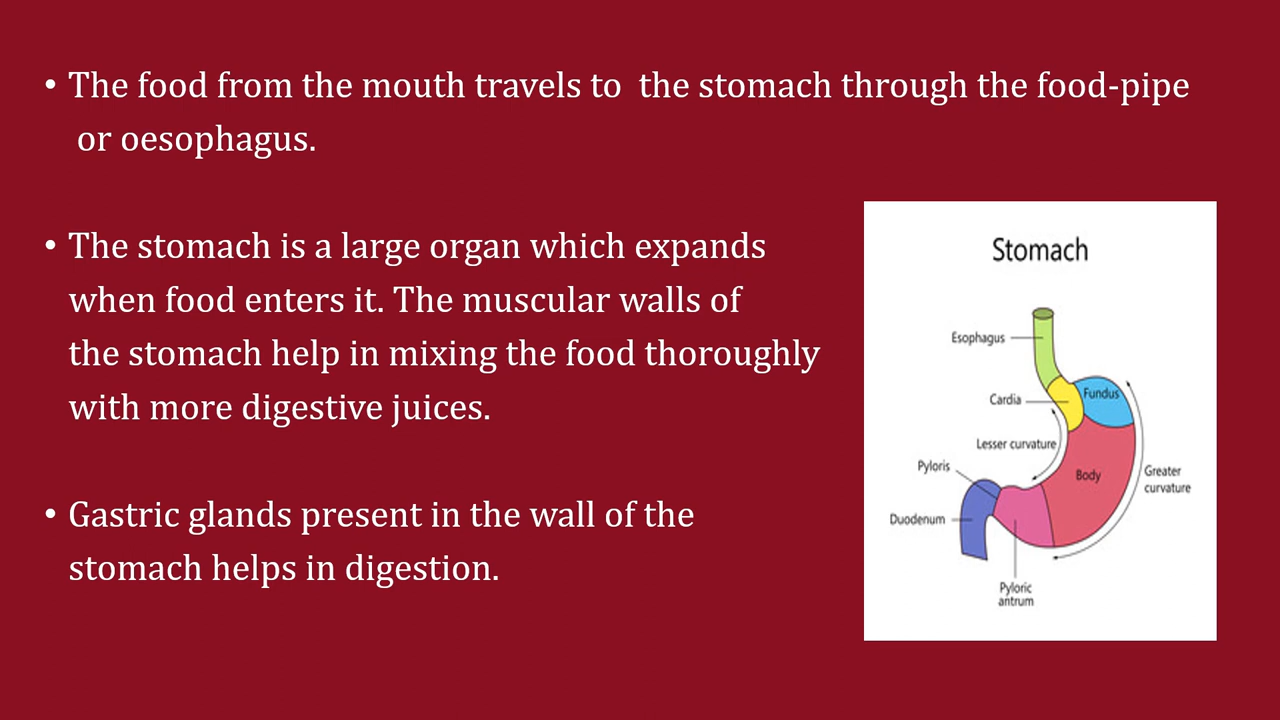 • The food from the mouth travels to  the stomach through the food-pipe
or oesophagus.
• The stomach is a large organ which expands
when food enters it. The muscular walls of
the stomach help in mixing the food thoroughly
with more digestive juices.
• Gastric glands present in the wall of the
stomach helps in digestion.
Stomach
Esophagus
Cardia
Fundus
Lesser curvature
Pyloris
Body
Greater
curvature
Duodenum
Pyloric
antrum